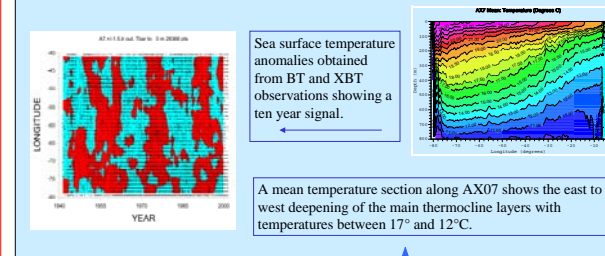 AX7 Mean: Temperature (Degrees C)
Sea surface temperature
anomalies obtained
from BT and XBT
observations showing a
ten year signal.
LONGITUDE
1940
1955
1970
1985
2000
YEAR
Depth (m)
Longitude (degrees)
A mean temperature section along AX07 shows the east to
west deepening of the main thermocline layers with
temperatures between 17° and 12°C.